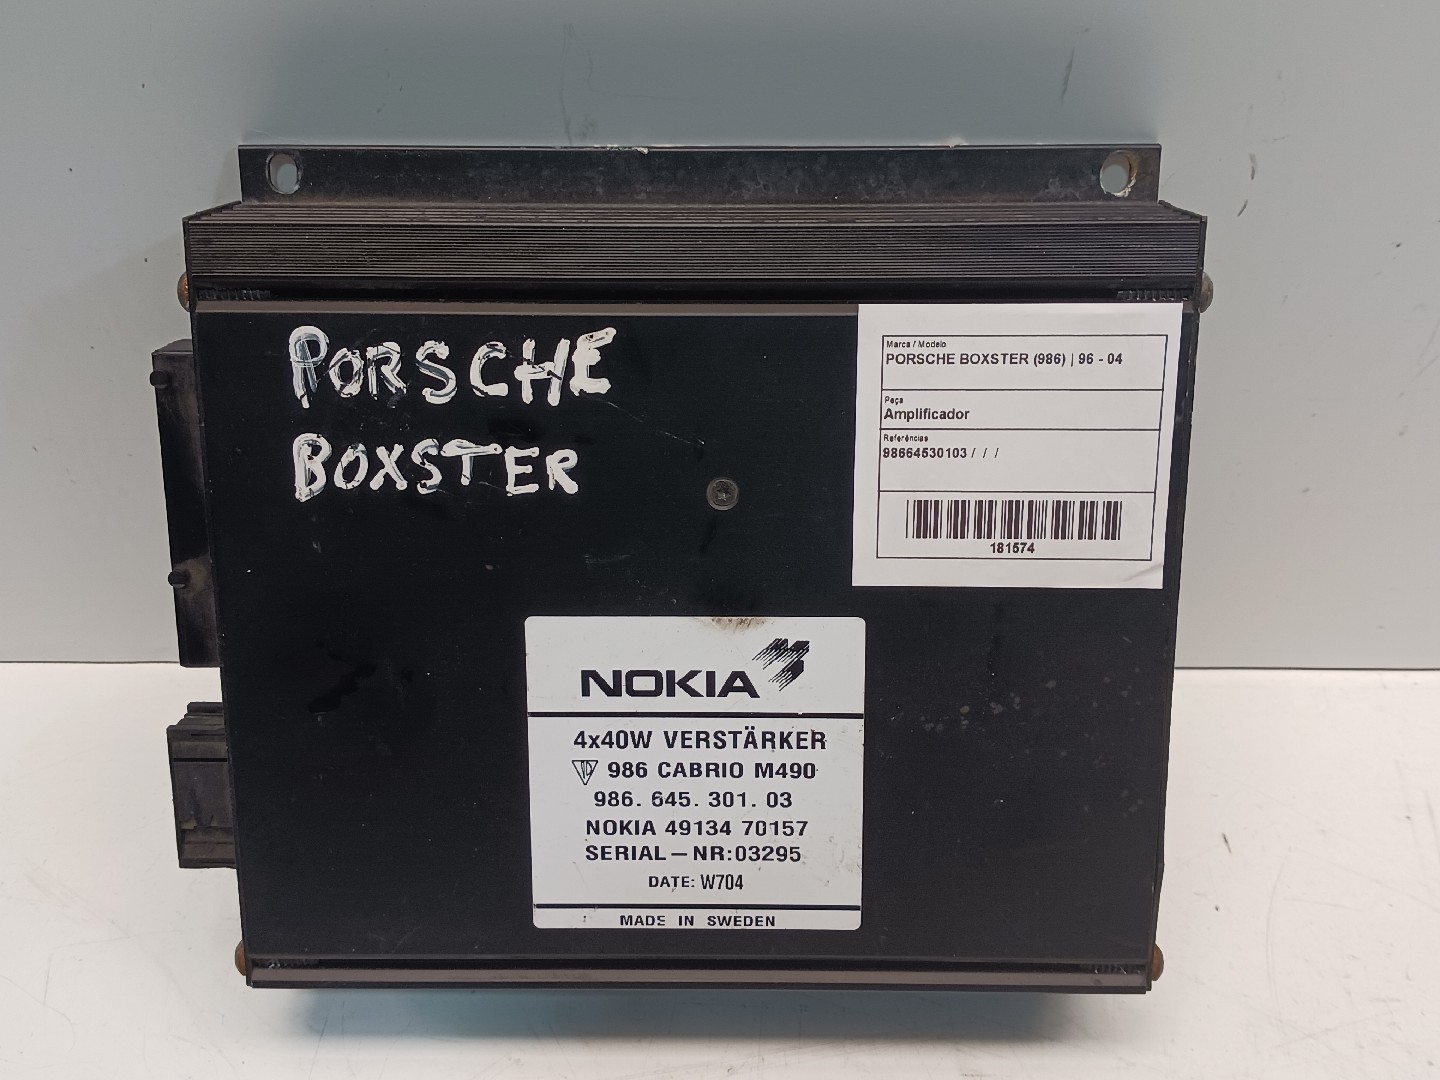 PORSCHE
BOXSTER
Marca / Modelo
PORSCHE BOXSTER (986) | 96 - 04
Peça
Amplificador
Referências
98664530103 / / /
181574
NOKIA
4x40W VERSTÄRKER
986 CABRIO M490
986. 645. 301. 03
NOKIA 49134 70157
SERIAL-NR:03295
DATE: W704
MADE IN SWEDEN